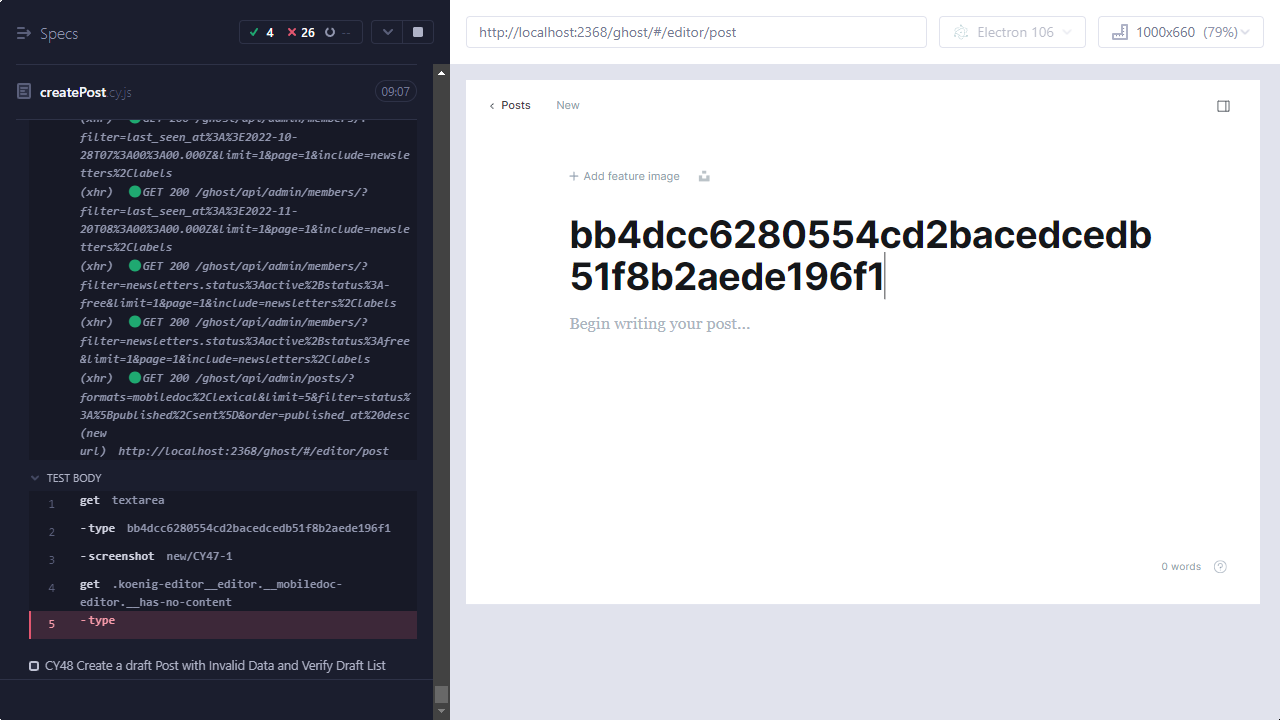 Specs
4 26 --
createPost.cy.js
09:07
(xhr) GET 200 /ghost/api/admin/members/?
filter=last_seen_at%3A%3E2022-10-
28T07%3A00%3A00.000Z&limit=1&page=1&include=newsle
tters%2Clabels
(xhr) GET 200 /ghost/api/admin/members/?
filter=last_seen_at%3A%3E2022-11-
20T08%3A00%3A00.000Z&limit=1&page=1&include=newsle
tters%2Clabels
(xhr) GET 200 /ghost/api/admin/members/?
filter=newsletters.status%3Aactive%2Bstatus%3A-
free&limit=1&page=1&include=newsletters%2Clabels
(xhr) GET 200 /ghost/api/admin/members/?
filter=newsletters.status%3Aactive%2Bstatus%3Afree
&limit=1&page=1&include=newsletters%2Clabels
(xhr) GET 200 /ghost/api/admin/posts/?
formats=mobiledoc%2Clexical&limit=5&filter=status%
3A%5Bpublished%2Csent%5D&order=published_at%20desc
(new
url) http://localhost:2368/ghost/#/editor/post
TEST BODY
1 get textarea
2 -type bb4dcc6280554cd2bacedcedb51f8b2aede196f1
3 -screenshot new/CY47-1
4 get .koenig-editor__editor.__mobiledoc-
editor.__has-no-content
5 -type
CY48 Create a draft Post with Invalid Data and Verify Draft List
http://localhost:2368/ghost/#/editor/post
Electron 106
1000x660 (79%)
‹ Posts New
+ Add feature image
bb4dcc6280554cd2bacedcedb
51f8b2aede196f1
Begin writing your post...
0 words ?